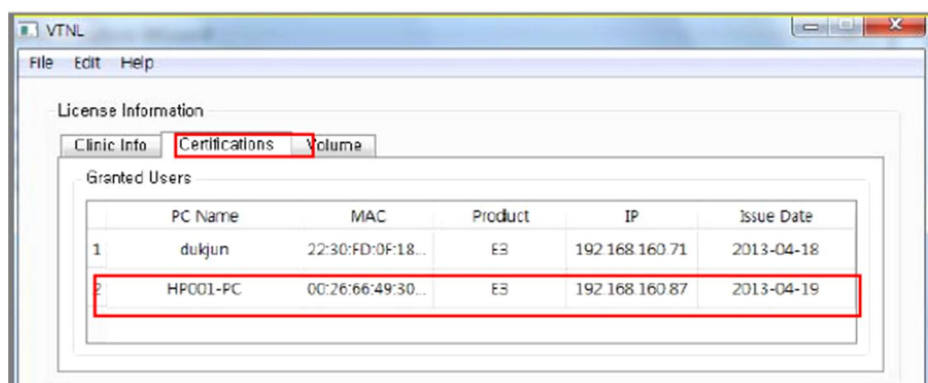 VTNL
File Edit Help
License Information
Clinic Info Certifications Volume
Granted Users
PC Name MAC Product IP Issue Date
1 dukjun 22:30:FD:0F:18... E3 192.168.160.71 2013-04-18
2 HP001-PC 00:26:66:49:30... E3 192.168.160.87 2013-04-19